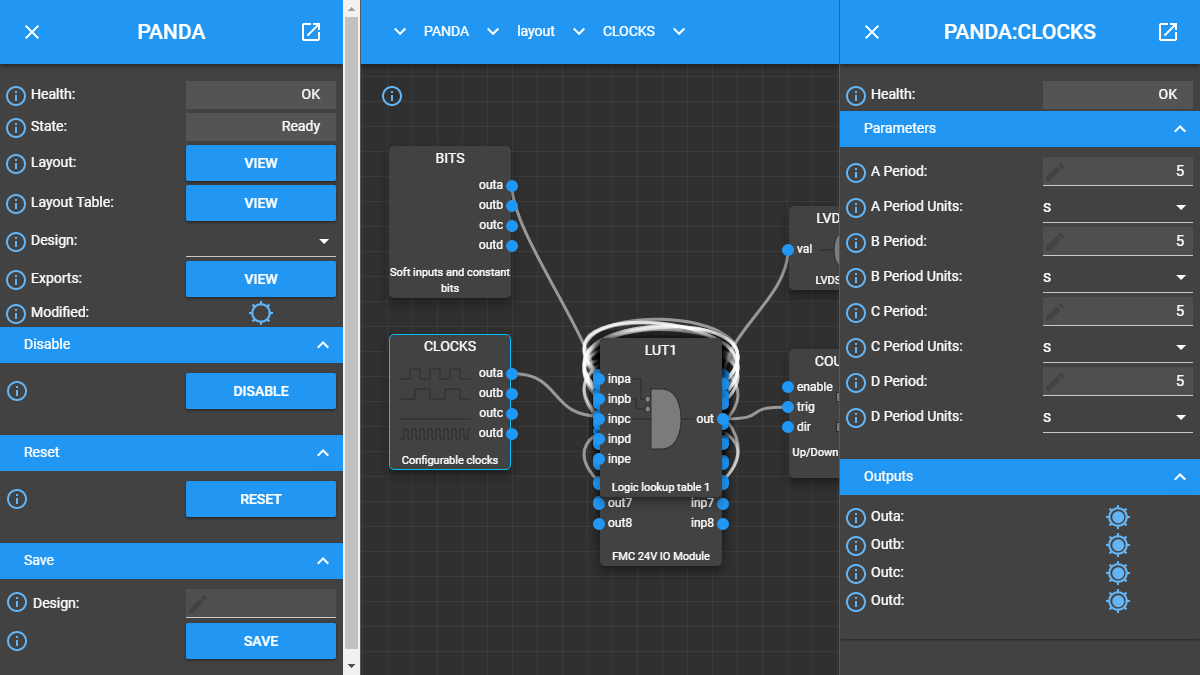 PANDA
Health: OK
State: Ready
Layout: VIEW
Layout Table: VIEW
Design:
Exports: VIEW
Modified:
Disable
DISABLE
Reset
RESET
Save
Design:
SAVE
PANDA layout CLOCKS
BITS
outa
outb
outc
outd
Soft inputs and constant
bits
CLOCKS
outa
outb
outc
outd
Configurable clocks
LUT1
inpa
inpb
inpc out
inpd
inpe
Logic lookup table 1
out7 inp7
out8 inp8
FMC 24V IO Module
LVD
val
LVDS
COU
enable
trig
dir
Up/Down
PANDA:CLOCKS
Health: OK
Parameters
A Period: 5
A Period Units: s
B Period: 5
B Period Units: s
C Period: 5
C Period Units: s
D Period: 5
D Period Units: s
Outputs
Outa:
Outb:
Outc:
Outd: